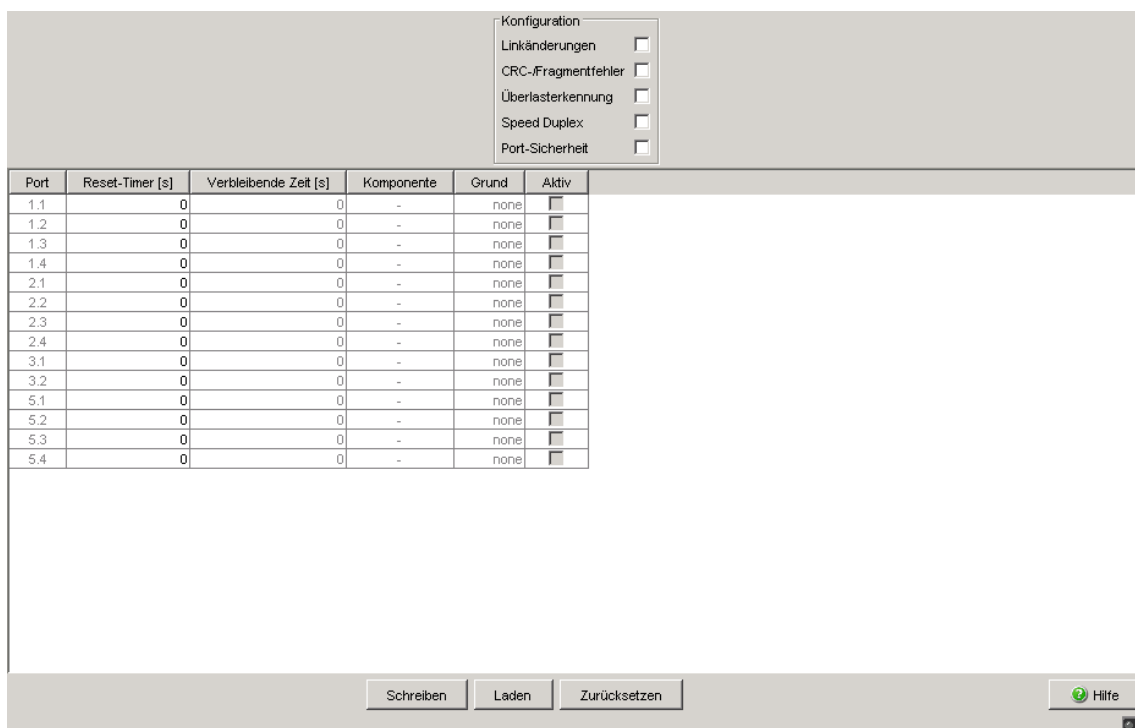 Konfiguration
Linkänderungen
CRC-/Fragmentfehler
Überlasterkennung
Speed Duplex
Port-Sicherheit
Port Reset-Timer [s] Verbleibende Zeit [s] Komponente Grund Aktiv
1.1 0 0 - none
1.2 0 0 - none
1.3 0 0 - none
1.4 0 0 - none
2.1 0 0 - none
2.2 0 0 - none
2.3 0 0 - none
2.4 0 0 - none
3.1 0 0 - none
3.2 0 0 - none
5.1 0 0 - none
5.2 0 0 - none
5.3 0 0 - none
5.4 0 0 - none
Schreiben Laden Zurücksetzen Hilfe